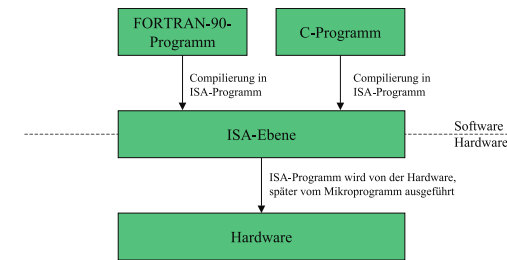 FORTRAN-90-
Programm
C-Programm
Compilierung in
ISA-Programm
Compilierung in
ISA-Programm
ISA-Ebene
Software
Hardware
ISA-Programm wird von der Hardware,
später vom Mikroprogramm ausgeführt
Hardware